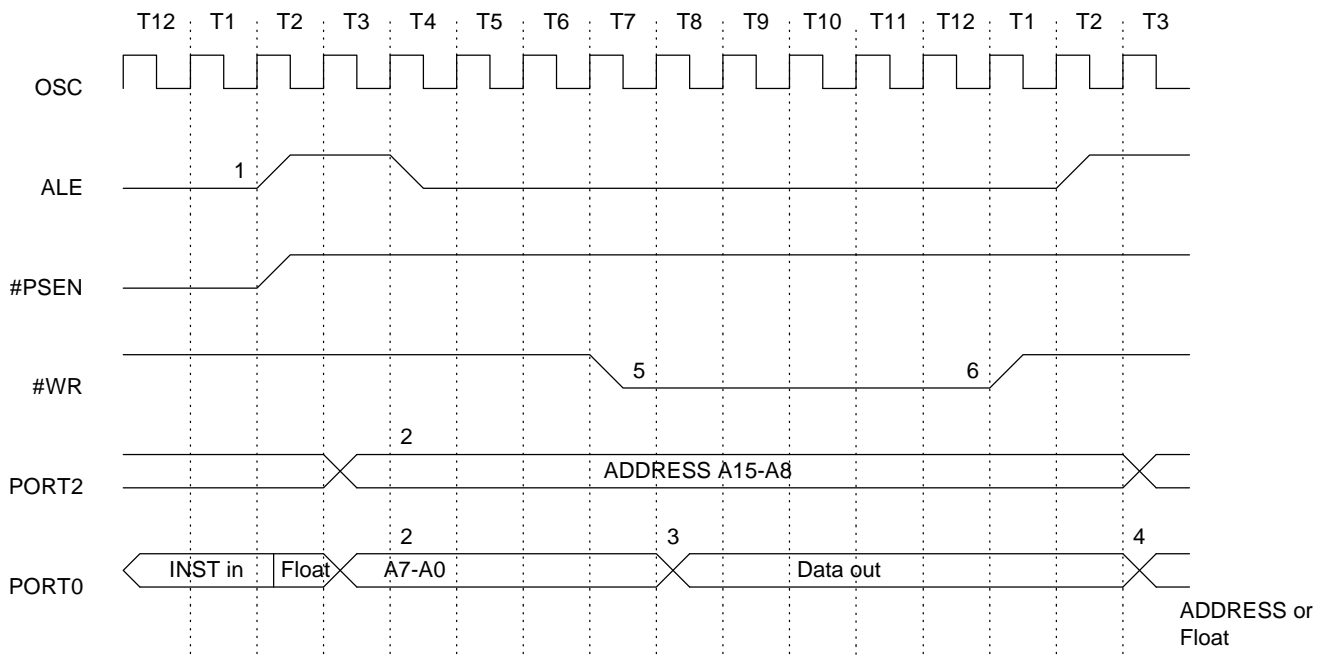 T12 T1 T2 T3 T4 T5 T6 T7 T8 T9 T10 T11 T12 T1 T2 T3
OSC
1
ALE
#PSEN
5 6
#WR
2
ADDRESS A15-A8
PORT2
2 3 4
INST in Float A7-A0 Data out
PORT0
ADDRESS or
Float